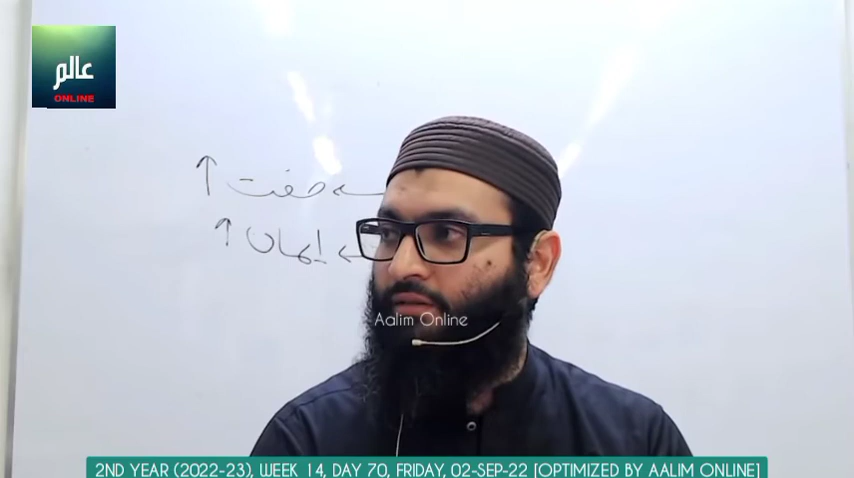 عالم
ONLINE
↑ صفت
↑ ایمان
Aalim Online
2ND YEAR (2022-23), WEEK 14, DAY 70, FRIDAY, 02-SEP-22 [OPTIMIZED BY AALIM ONLINE]